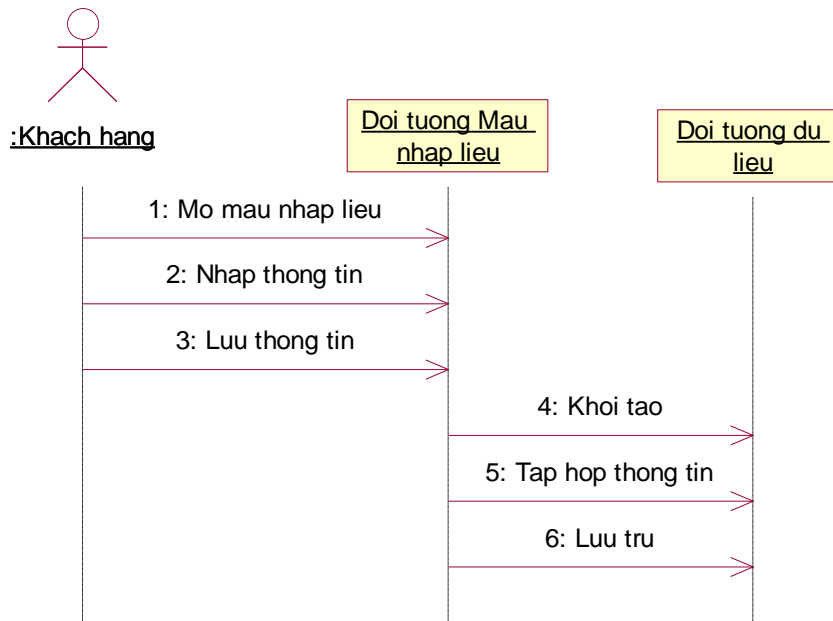 :Khach hang
Doi tuong Mau
nhap lieu
Doi tuong du
lieu
1: Mo mau nhap lieu
2: Nhap thong tin
3: Luu thong tin
4: Khoi tao
5: Tap hop thong tin
6: Luu tru